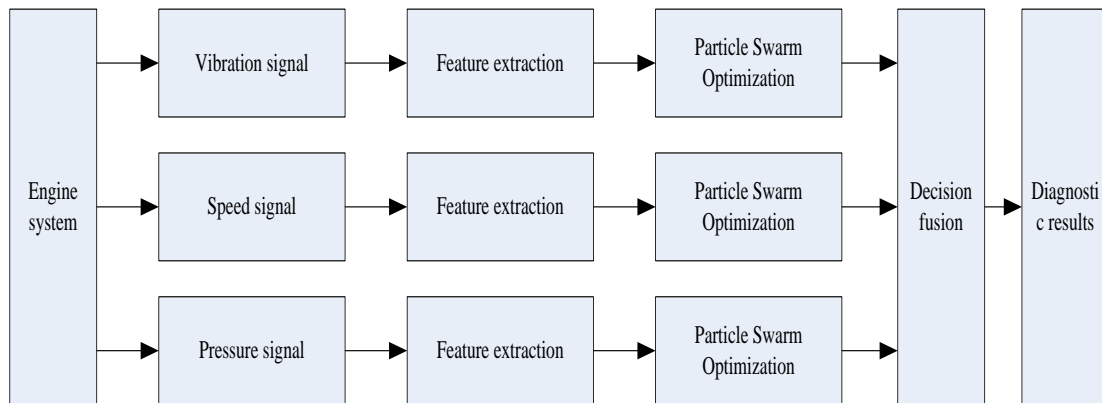 Engine
system
Vibration signal
Feature extraction
Particle Swarm
Optimization
Speed signal
Feature extraction
Particle Swarm
Optimization
Pressure signal
Feature extraction
Particle Swarm
Optimization
Decision
fusion
Diagnosti
c results